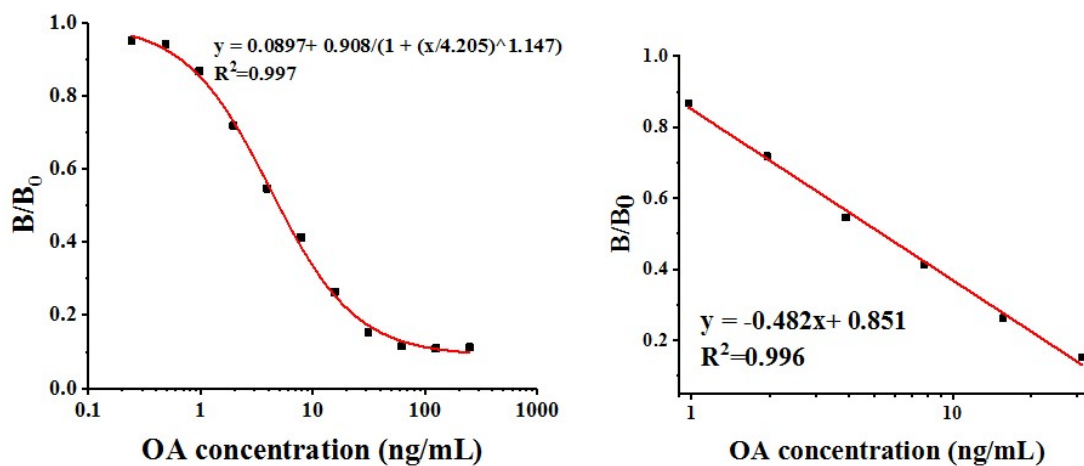 y = 0.0897+ 0.908/(1 + (x/4.205)^1.147)
R²=0.997
B/B₀
1.0
0.8
0.6
0.4
0.2
0.0
0.1
1
10
100
1000
OA concentration (ng/mL)
B/B0
1.0
0.8
0.6
0.4
0.2
y = -0.482x+ 0.851
R²=0.996
1
10
OA concentration (ng/mL)